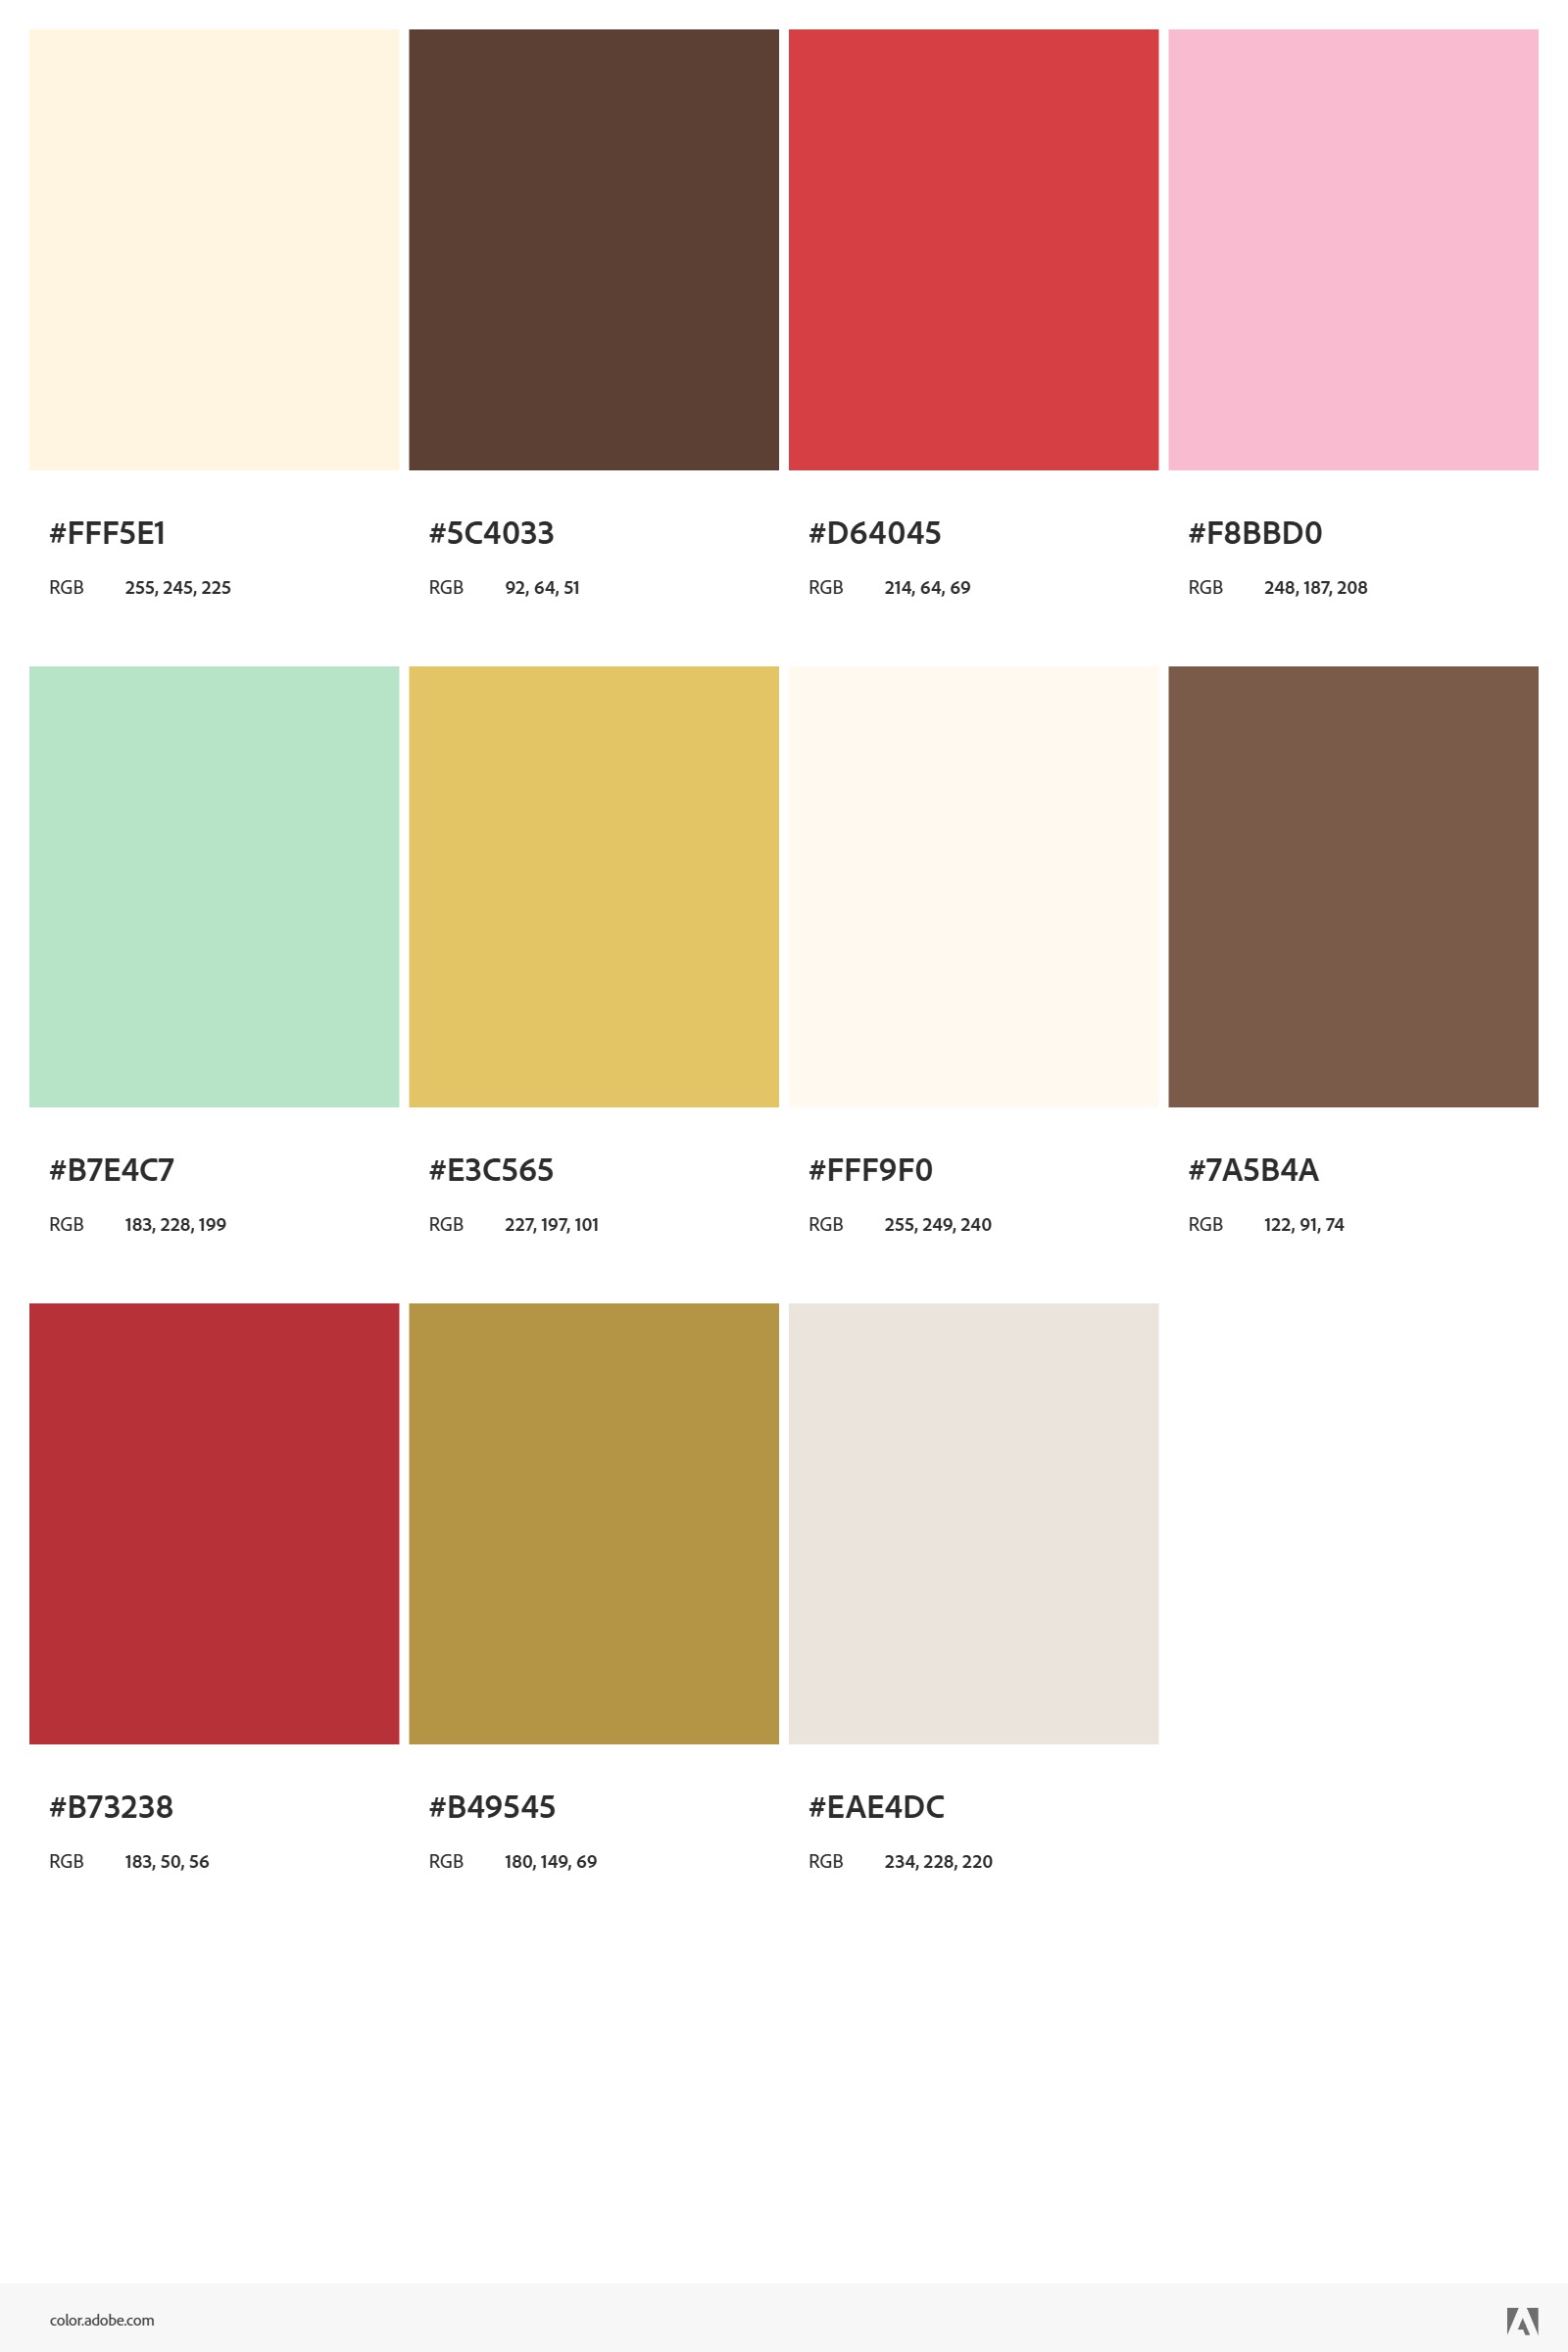 #FFF5E1 #5C4033 #D64045 #F8BBD0
RGB 255, 245, 225 RGB 92, 64, 51 RGB 214, 64, 69 RGB 248, 187, 208
#B7E4C7 #E3C565 #FFF9F0 #7A5B4A
RGB 183, 228, 199 RGB 227, 197, 101 RGB 255, 249, 240 RGB 122, 91, 74
#B73238 #B49545 #EAE4DC
RGB 183, 50, 56 RGB 180, 149, 69 RGB 234, 228, 220
color.adobe.com